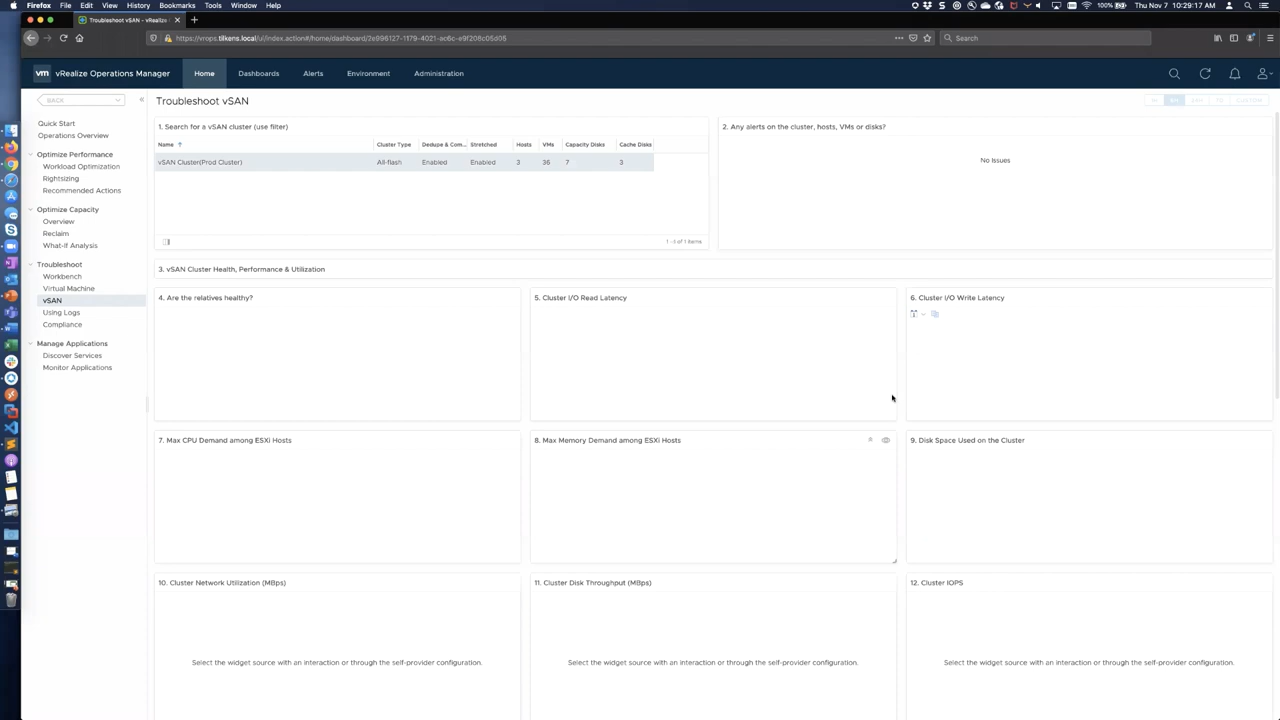 Firefox File Edit View History Bookmarks Tools Window Help
100% Thu Nov 7 10:29:17 AM
Troubleshoot vSAN - vRealize
https://vrops.tilkens.local/ui/index.action#/home/dashboard/2e996127-1179-4021-ac6c-e9f208c05d05
Search
vm vRealize Operations Manager Home Dashboards Alerts Environment Administration
BACK
Troubleshoot vSAN
CUSTOM
Quick Start
Operations Overview
Optimize Performance
Workload Optimization
Rightsizing
Recommended Actions
Optimize Capacity
Overview
Reclaim
What-If Analysis
Troubleshoot
Workbench
Virtual Machine
vSAN
Using Logs
Compliance
Manage Applications
Discover Services
Monitor Applications
1. Search for a vSAN cluster (use filter)
Name Cluster Type Dedupe & Com... Stretched Hosts VMs Capacity Disks Cache Disks
vSAN Cluster(Prod Cluster) All-flash Enabled Enabled 3 36 7 3
1 - 1 of 1 items
2. Any alerts on the cluster, hosts, VMs or disks?
No Issues
3. vSAN Cluster Health, Performance & Utilization
4. Are the relatives healthy?
5. Cluster I/O Read Latency
6. Cluster I/O Write Latency
7. Max CPU Demand among ESXi Hosts
8. Max Memory Demand among ESXi Hosts
9. Disk Space Used on the Cluster
10. Cluster Network Utilization (MBps)
Select the widget source with an interaction or through the self-provider configuration.
11. Cluster Disk Throughput (MBps)
Select the widget source with an interaction or through the self-provider configuration.
12. Cluster IOPS
Select the widget source with an interaction or through the self-provider configuration.